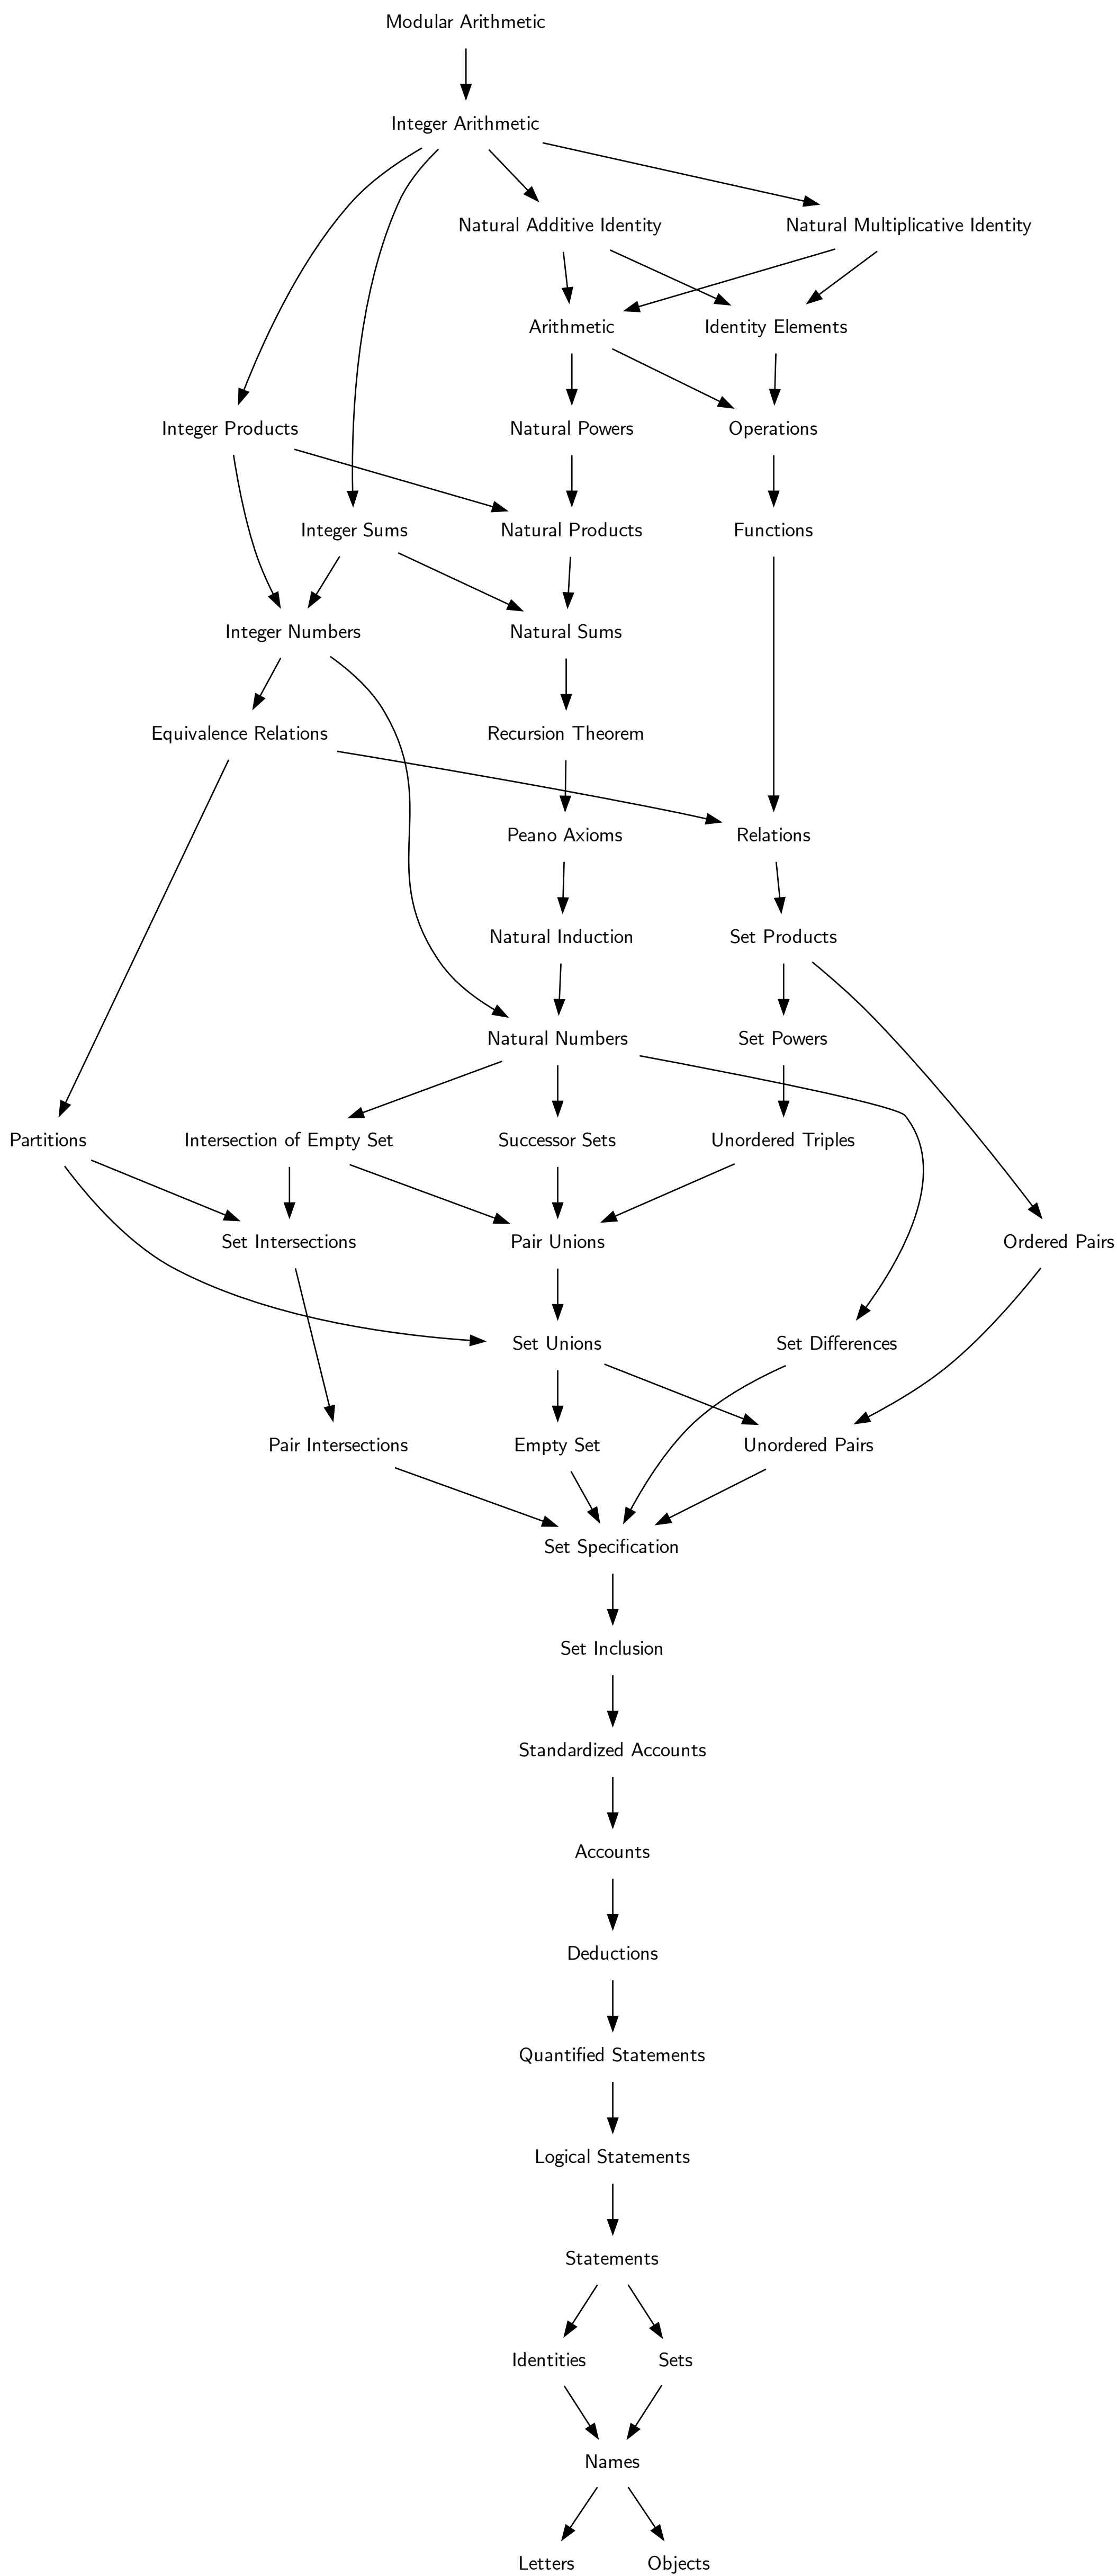 Modular Arithmetic
Integer Arithmetic
Natural Additive Identity
Natural Multiplicative Identity
Arithmetic
Identity Elements
Integer Products
Natural Powers
Operations
Integer Sums
Natural Products
Functions
Integer Numbers
Natural Sums
Equivalence Relations
Recursion Theorem
Peano Axioms
Relations
Natural Induction
Set Products
Natural Numbers
Set Powers
Partitions
Intersection of Empty Set
Successor Sets
Unordered Triples
Set Intersections
Pair Unions
Ordered Pairs
Set Unions
Set Differences
Pair Intersections
Empty Set
Unordered Pairs
Set Specification
Set Inclusion
Standardized Accounts
Accounts
Deductions
Quantified Statements
Logical Statements
Statements
Identities
Sets
Names
Letters
Objects